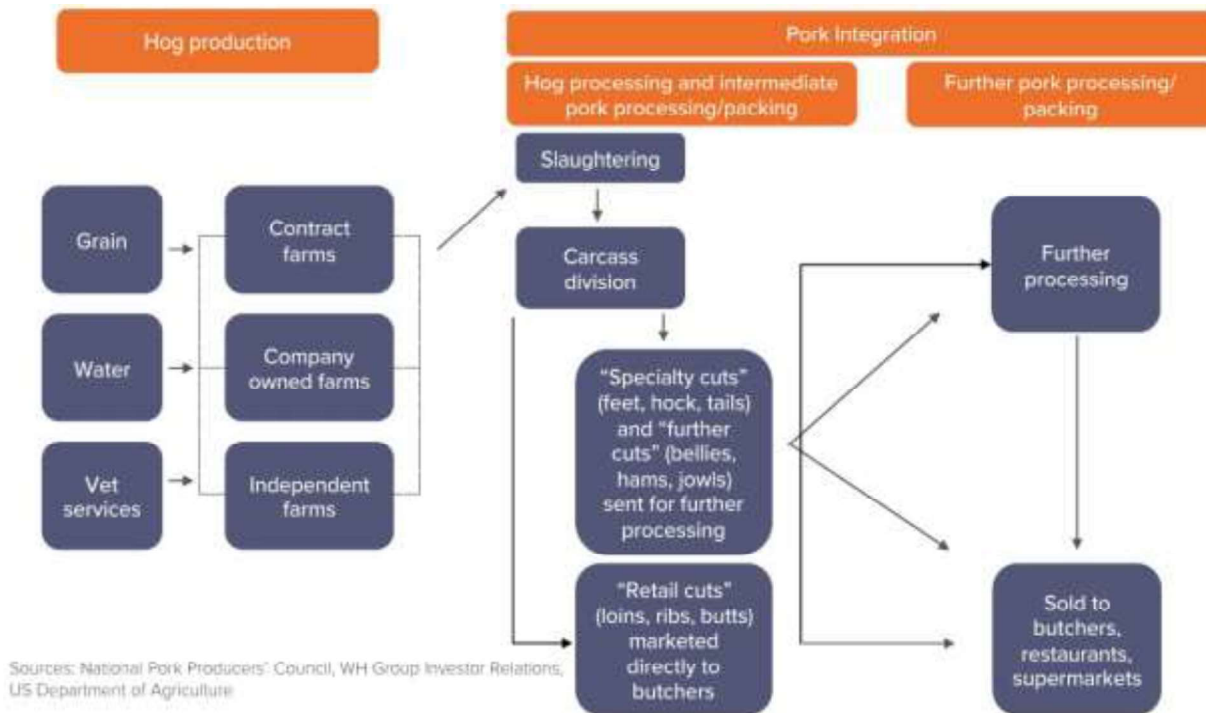 Hog production
Pork Integration
Hog processing and intermediate
pork processing/packing
Further pork processing/
packing
Slaughtering
Grain
Contract
farms
Carcass
division
Further
processing
Water
Company
owned farms
"Specialty cuts"
(feet, hock, tails)
and "further
cuts" (bellies,
hams, jowls)
sent for further
processing
Vet
services
Independent
farms
"Retail cuts"
(loins, ribs, butts)
marketed
directly to
butchers
Sold to
butchers,
restaurants,
supermarkets
Sources: National Pork Producers' Council, WH Group Investor Relations,
US Department of Agriculture